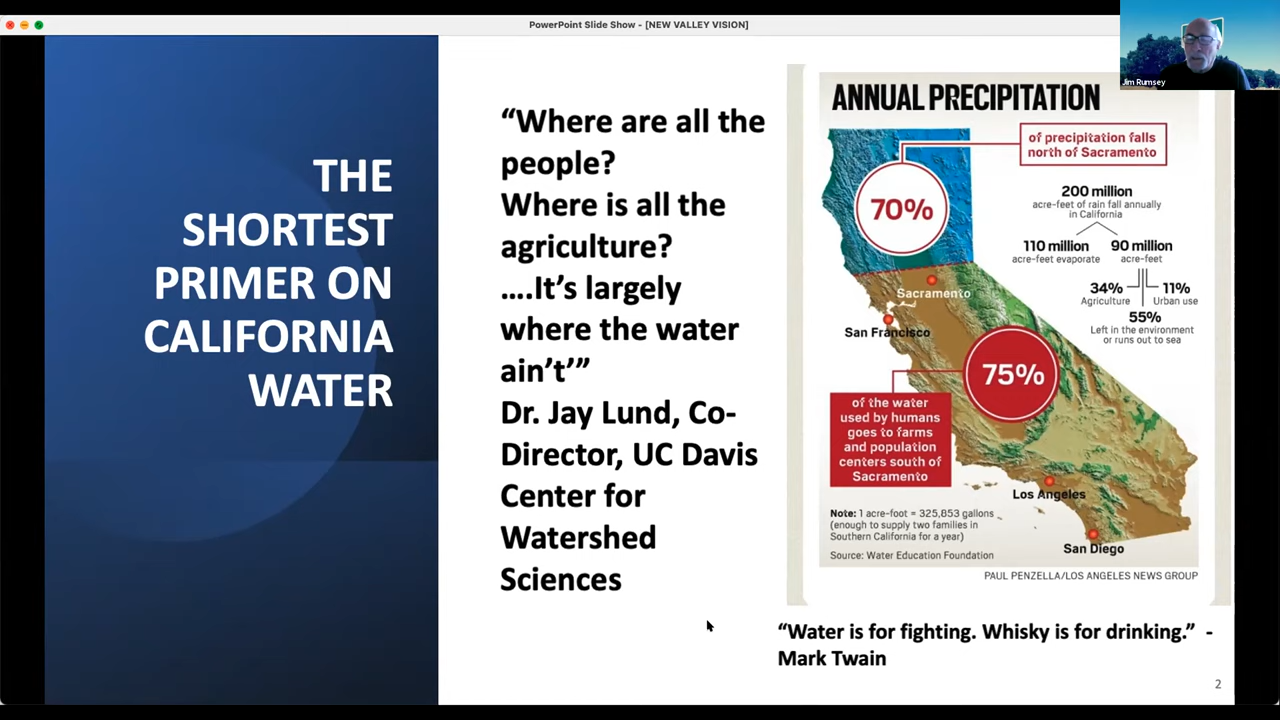 PowerPoint Slide Show - [NEW VALLEY VISION]
Jim Rumsey
THE
SHORTEST
PRIMER ON
CALIFORNIA
WATER
“Where are all the
people?
Where is all the
agriculture?
….It’s largely
where the water
ain’t’”
Dr. Jay Lund, Co-
Director, UC Davis
Center for
Watershed
Sciences
ANNUAL PRECIPITATION
of precipitation falls
north of Sacramento
70%
200 million
acre-feet of rain fall annually
in California
110 million
acre-feet evaporate
90 million
acre-feet
34%
Agriculture
11%
Urban use
55%
Left in the environment
or runs out to sea
Sacramento
San Francisco
75%
of the water
used by humans
goes to farms
and population
centers south of
Sacramento
Los Angeles
San Diego
Note: 1 acre-foot = 325,853 gallons
(enough to supply two families in
Southern California for a year)
Source: Water Education Foundation
PAUL PENZELLA/LOS ANGELES NEWS GROUP
“Water is for fighting. Whisky is for drinking.” -
Mark Twain
2